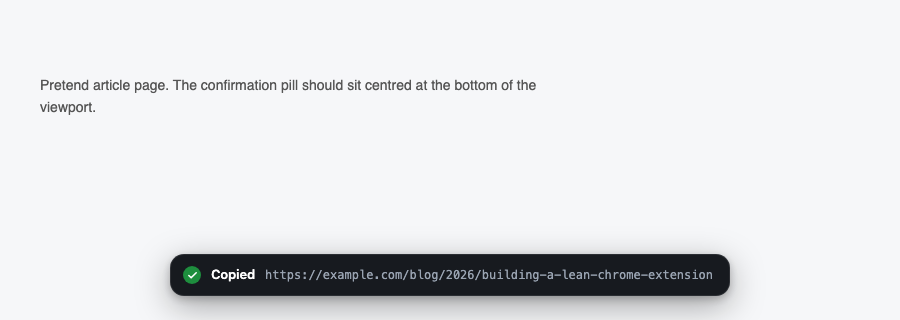 Pretend article page. The confirmation pill should sit centred at the bottom of the
viewport.
Copied https://example.com/blog/2026/building-a-lean-chrome-extension